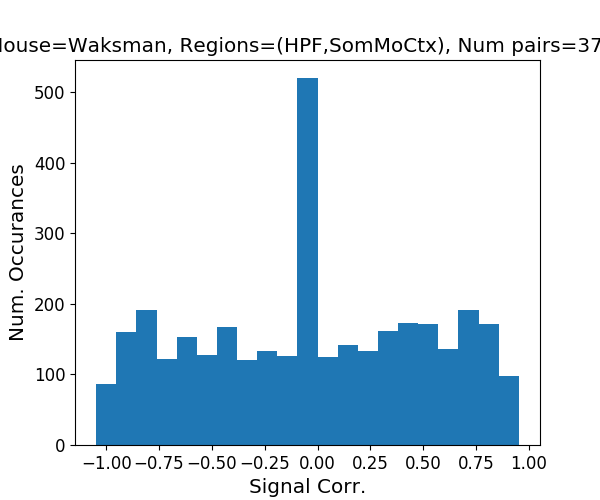 House=Waksman, Regions=(HPF,SomMoCtx), Num pairs=37
500
400
300
200
100
0
Num. Occurances
−1.00 −0.75 −0.50 −0.25 0.00 0.25 0.50 0.75 1.00
Signal Corr.